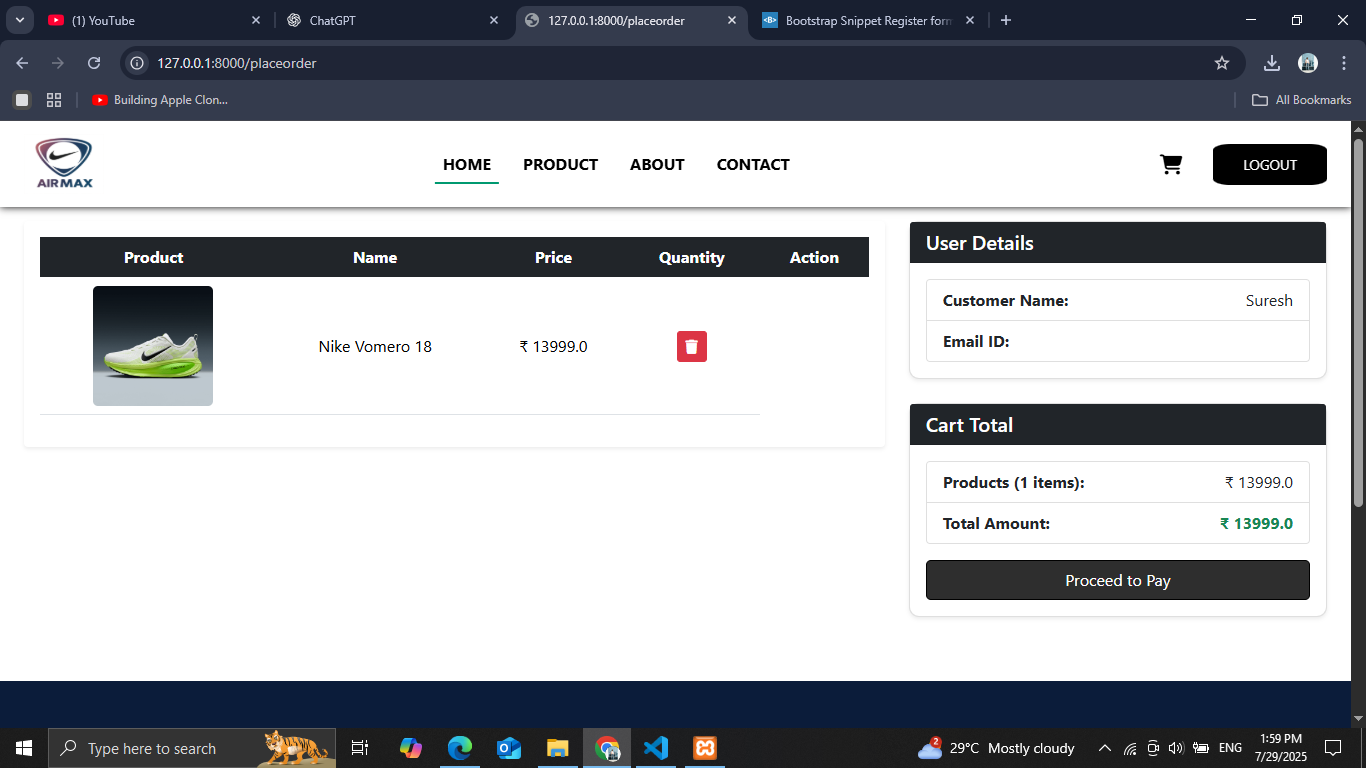 (1) YouTube
ChatGPT
127.0.0.1:8000/placeorder
Bootstrap Snippet Register form
127.0.0.1:8000/placeorder
Building Apple Clon...
All Bookmarks
AIRMAX
HOME
PRODUCT
ABOUT
CONTACT
LOGOUT
Product Name Price Quantity Action
Nike Vomero 18 ₹ 13999.0
User Details
Customer Name: Suresh
Email ID:
Cart Total
Products (1 items): ₹ 13999.0
Total Amount: ₹ 13999.0
Proceed to Pay
Type here to search
2
29°C Mostly cloudy
ENG
1:59 PM
7/29/2025